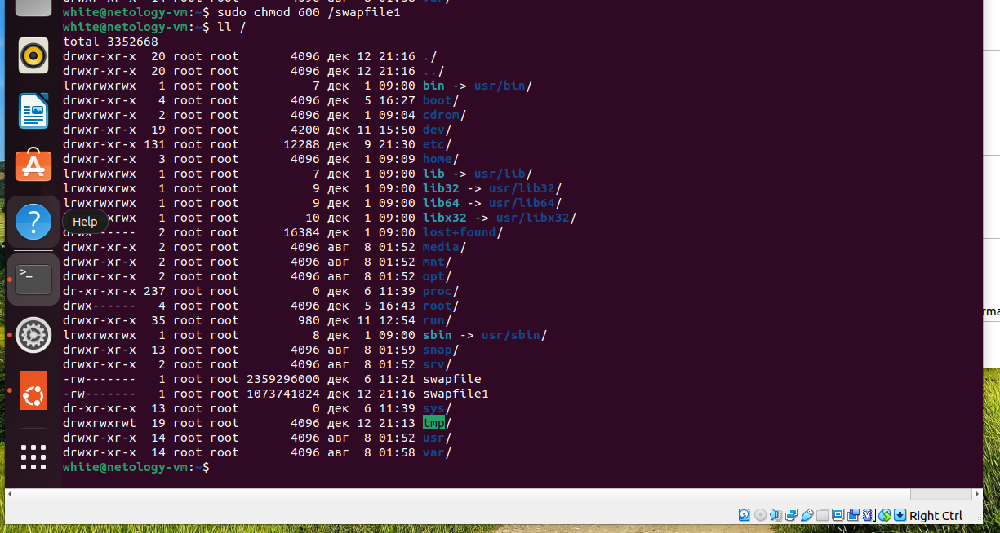 white@netology-vm:~$ sudo chmod 600 /swapfile1
white@netology-vm:~$ ll /
total 3352668
drwxr-xr-x  20 root root       4096 дек 12 21:16 ./
drwxr-xr-x  20 root root       4096 дек 12 21:16 ../
lrwxrwxrwx   1 root root          7 дек  1 09:00 bin -> usr/bin/
drwxr-xr-x   4 root root       4096 дек  5 16:27 boot/
drwxrwxr-x   2 root root       4096 дек  1 09:04 cdrom/
drwxr-xr-x  19 root root       4200 дек 11 15:50 dev/
drwxr-xr-x 131 root root      12288 дек  9 21:30 etc/
drwxr-xr-x   3 root root       4096 дек  1 09:09 home/
lrwxrwxrwx   1 root root          7 дек  1 09:00 lib -> usr/lib/
lrwxrwxrwx   1 root root          9 дек  1 09:00 lib32 -> usr/lib32/
lrwxrwxrwx   1 root root          9 дек  1 09:00 lib64 -> usr/lib64/
Help xrwx   1 root root         10 дек  1 09:00 libx32 -> usr/libx32/
drwx------   2 root root      16384 дек  1 09:00 lost+found/
drwxr-xr-x   2 root root       4096 авг  8 01:52 media/
drwxr-xr-x   2 root root       4096 авг  8 01:52 mnt/
drwxr-xr-x   2 root root       4096 авг  8 01:52 opt/
dr-xr-xr-x 237 root root          0 дек  6 11:39 proc/
drwx------   4 root root       4096 дек  5 16:43 root/
drwxr-xr-x  35 root root        980 дек 11 12:54 run/
lrwxrwxrwx   1 root root          8 дек  1 09:00 sbin -> usr/sbin/
drwxr-xr-x  13 root root       4096 авг  8 01:59 snap/
drwxr-xr-x   2 root root       4096 авг  8 01:52 srv/
-rw-------   1 root root 2359296000 дек  6 11:21 swapfile
-rw-------   1 root root 1073741824 дек 12 21:16 swapfile1
dr-xr-xr-x  13 root root          0 дек  6 11:39 sys/
drwxrwxrwt  19 root root       4096 дек 12 21:13 tmp/
drwxr-xr-x  14 root root       4096 авг  8 01:52 usr/
drwxr-xr-x  14 root root       4096 авг  8 01:58 var/
white@netology-vm:~$
Right Ctrl